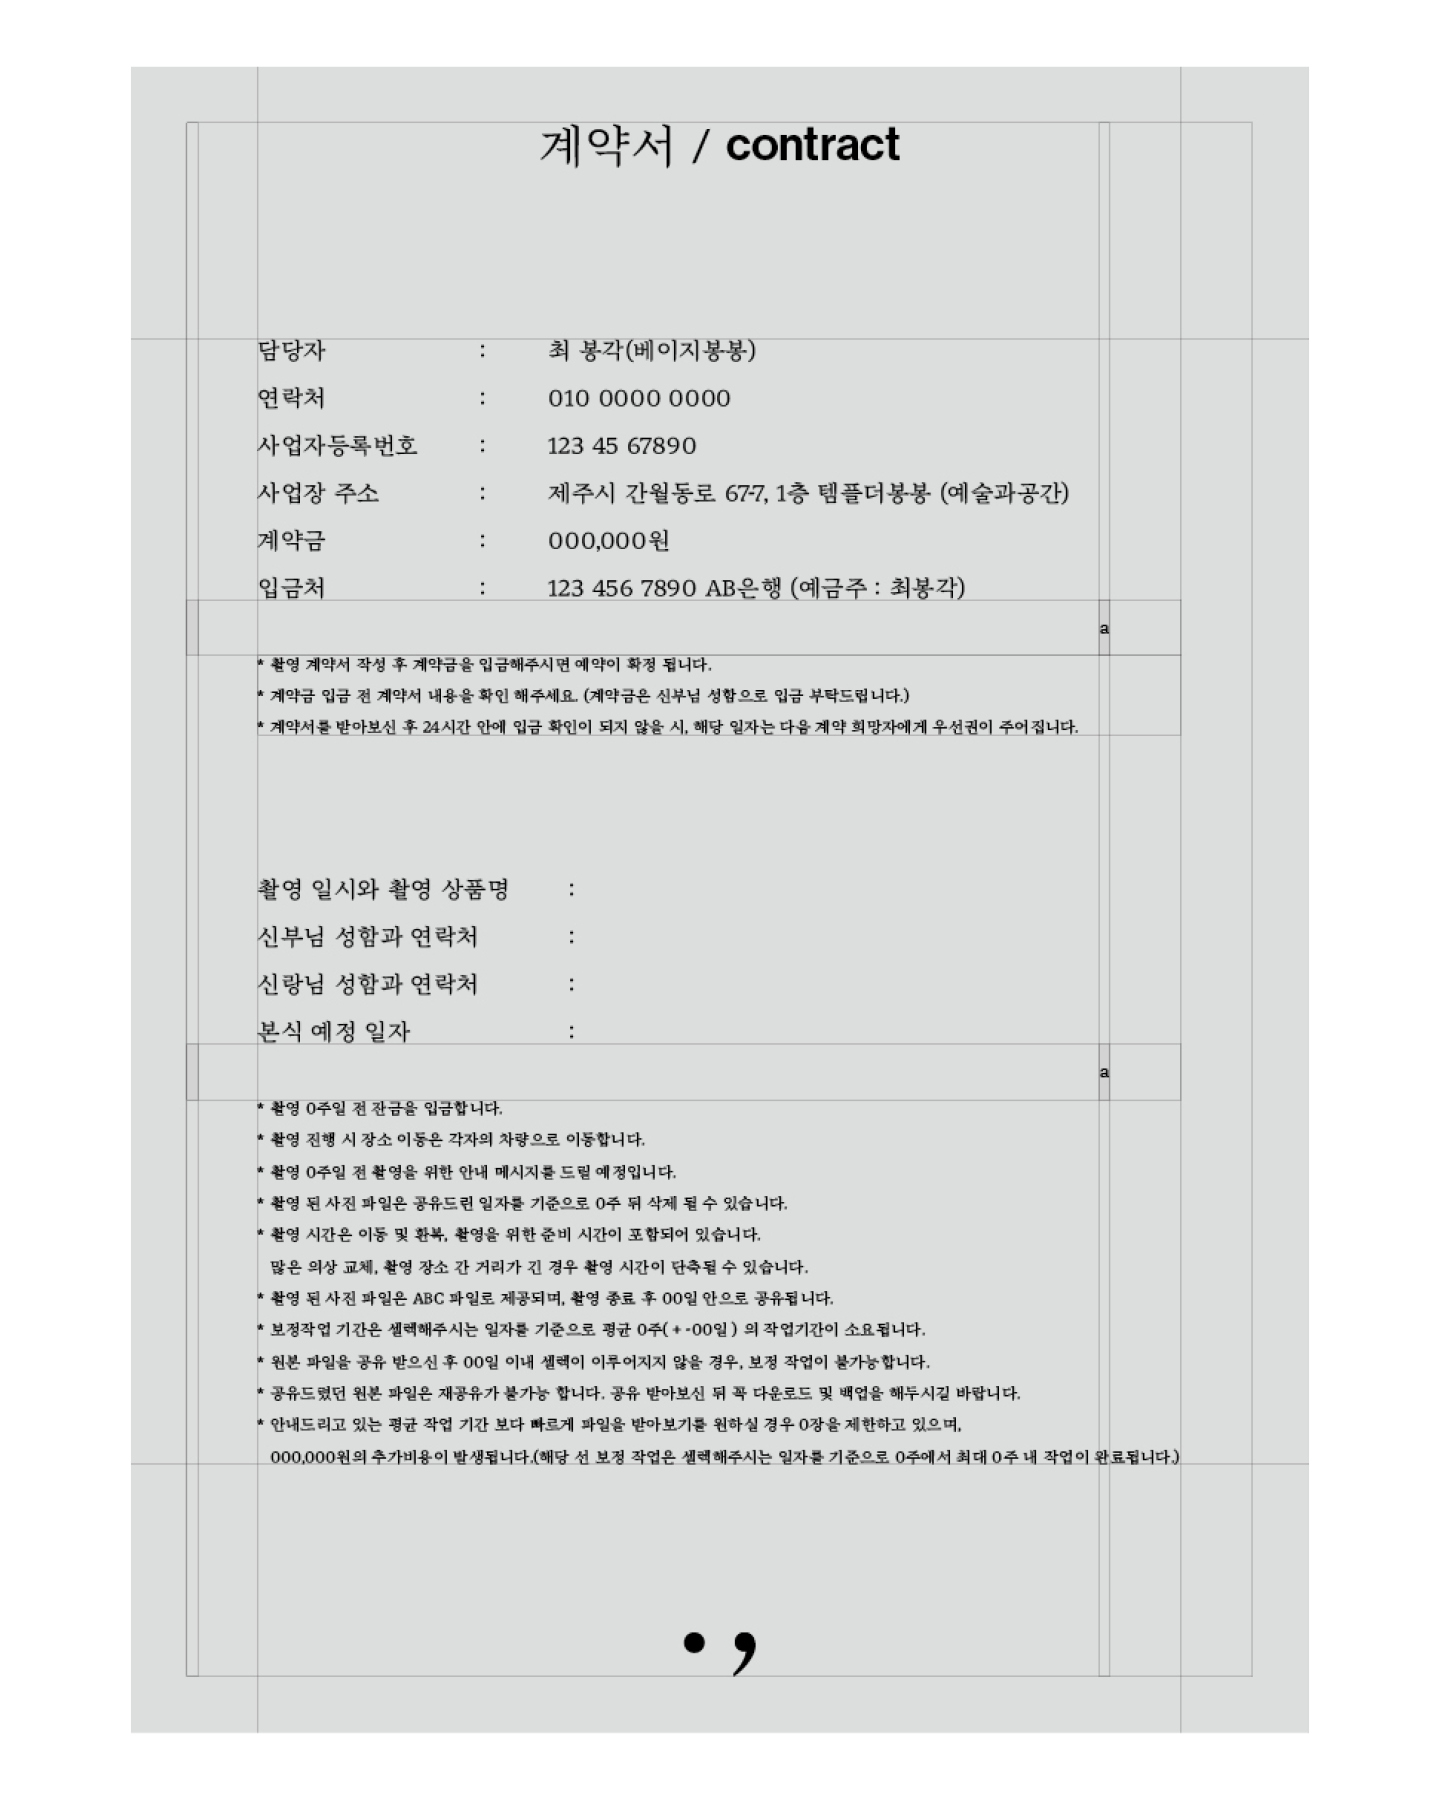 계약서 / contract
담당자 : 최 봉각(베이지봉봉)
연락처 : 010 0000 0000
사업자등록번호 : 123 45 67890
사업장 주소 : 제주시 간월동로 67-7, 1층 템플더봉봉 (예술과공간)
계약금 : 000,000원
입금처 : 123 456 7890 AB은행 (예금주 : 최봉각)
a
* 촬영 계약서 작성 후 계약금을 입금해주시면 예약이 확정 됩니다.
* 계약금 입금 전 계약서 내용을 확인 해주세요. (계약금은 신부님 성함으로 입금 부탁드립니다.)
* 계약서를 받아보신 후 24시간 안에 입금 확인이 되지 않을 시, 해당 일자는 다음 계약 희망자에게 우선권이 주어집니다.
촬영 일시와 촬영 상품명 :
신부님 성함과 연락처 :
신랑님 성함과 연락처 :
본식 예정 일자 :
a
* 촬영 0주일 전 잔금을 입금합니다.
* 촬영 진행 시 장소 이동은 각자의 차량으로 이동합니다.
* 촬영 0주일 전 촬영을 위한 안내 메시지를 드릴 예정입니다.
* 촬영 된 사진 파일은 공유드린 일자를 기준으로 0주 뒤 삭제 될 수 있습니다.
* 촬영 시간은 이동 및 환복, 촬영을 위한 준비 시간이 포함되어 있습니다.
많은 의상 교체, 촬영 장소 간 거리가 긴 경우 촬영 시간이 단축될 수 있습니다.
* 촬영 된 사진 파일은 ABC 파일로 제공되며, 촬영 종료 후 00일 안으로 공유됩니다.
* 보정작업 기간은 셀렉해주시는 일자를 기준으로 평균 0주( + -00일 ) 의 작업기간이 소요됩니다.
* 원본 파일을 공유 받으신 후 00일 이내 셀렉이 이루어지지 않을 경우, 보정 작업이 불가능합니다.
* 공유드렸던 원본 파일은 재공유가 불가능 합니다. 공유 받아보신 뒤 꼭 다운로드 및 백업을 해두시길 바랍니다.
* 안내드리고 있는 평균 작업 기간 보다 빠르게 파일을 받아보기를 원하실 경우 0장을 제한하고 있으며,
000,000원의 추가비용이 발생됩니다.(해당 선 보정 작업은 셀렉해주시는 일자를 기준으로 0주에서 최대 0주 내 작업이 완료됩니다.)
• ,